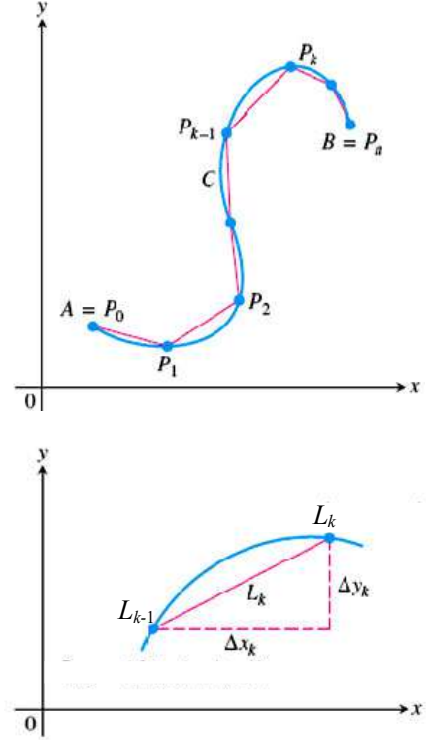 y
P_k
P_{k–1}
B = P_n
C
A = P_0
P_2
P_1
0
x
y
L_k
L_k
Δy_k
L_{k-1}
Δx_k
0
x